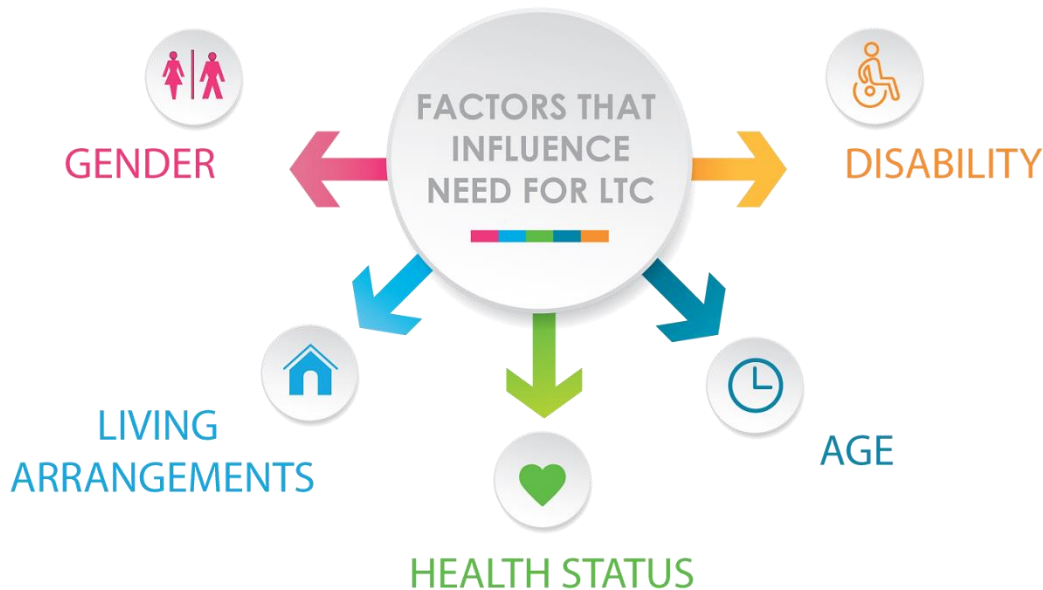 FACTORS THAT
INFLUENCE
NEED FOR LTC
GENDER
DISABILITY
LIVING
ARRANGEMENTS
AGE
HEALTH STATUS